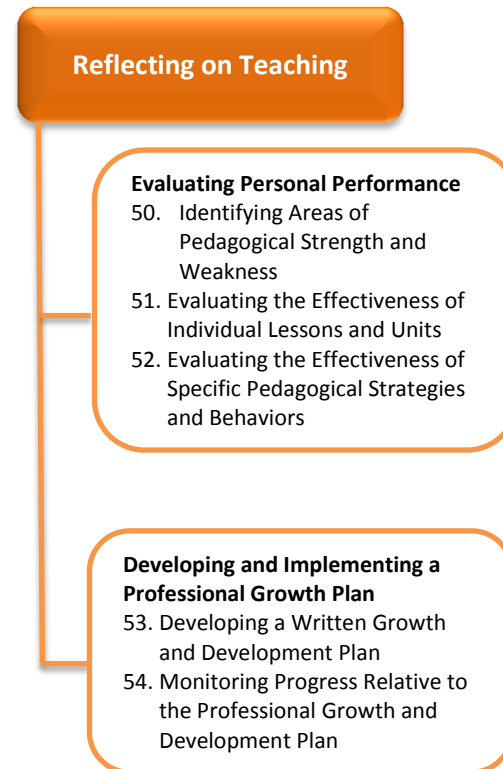 Reflecting on Teaching
Evaluating Personal Performance
50. Identifying Areas of
Pedagogical Strength and
Weakness
51. Evaluating the Effectiveness of
Individual Lessons and Units
52. Evaluating the Effectiveness of
Specific Pedagogical Strategies
and Behaviors
Developing and Implementing a
Professional Growth Plan
53. Developing a Written Growth
and Development Plan
54. Monitoring Progress Relative to
the Professional Growth and
Development Plan